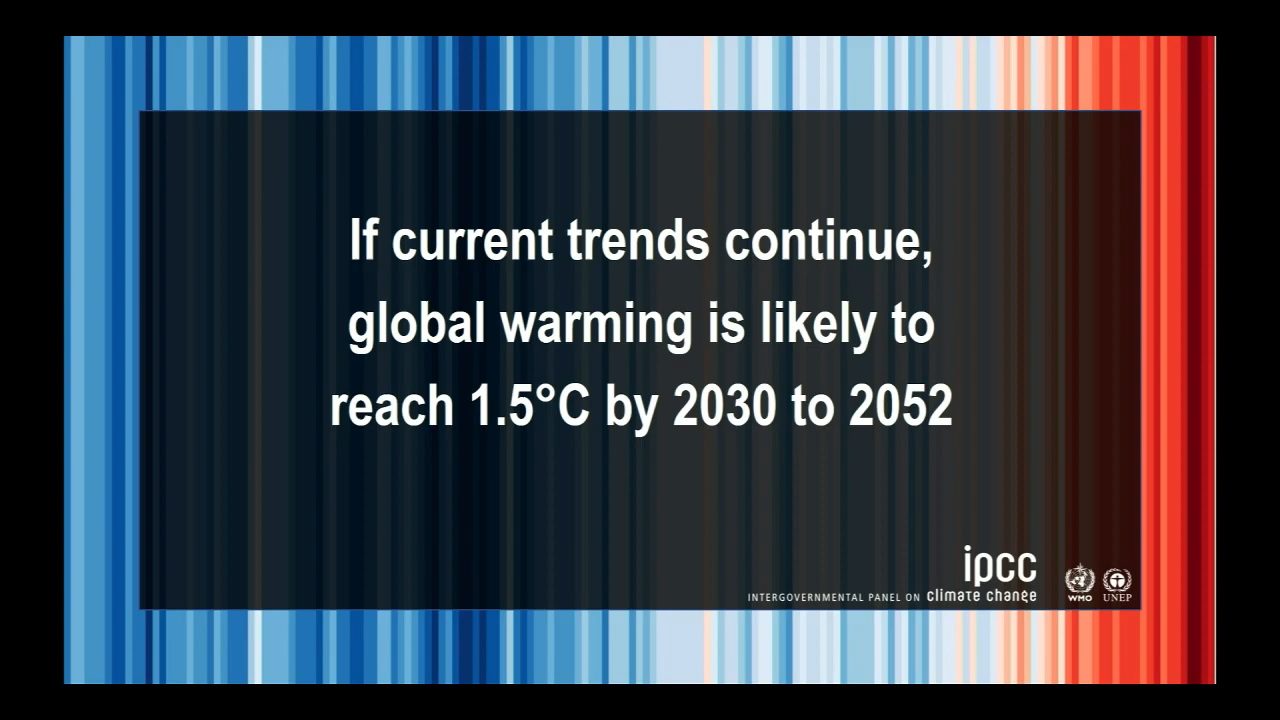 If current trends continue,
global warming is likely to
reach 1.5°C by 2030 to 2052
ipcc
INTERGOVERNMENTAL PANEL ON climate change
WMO UNEP